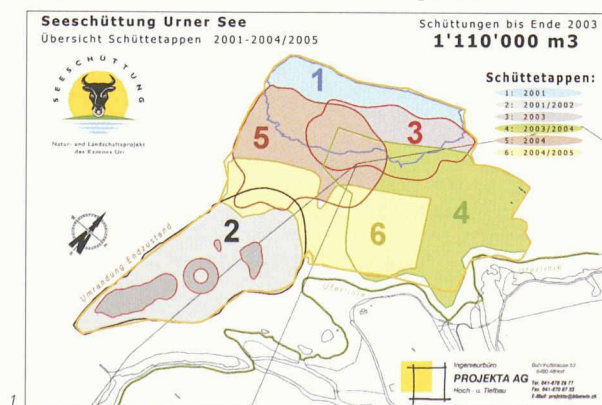 Seeschüttung Urner See
Übersicht Schüttetappen 2001-2004/2005
Schüttungen bis Ende 2003
1'110'000 m3
SEESCHÜTTUNG
Natur- und Landschaftsprojekt
des Kantons Uri
Schüttetappen:
1: 2001
2: 2001/2002
3: 2003
4: 2003/2004
5: 2004
6: 2004/2005
1
3
5
4
6
2
Umrandung Endzustand
Uferlinie
Uferlinie
Ingenieurbüro
PROJEKTA AG
Hoch - u. Tiefbau
1